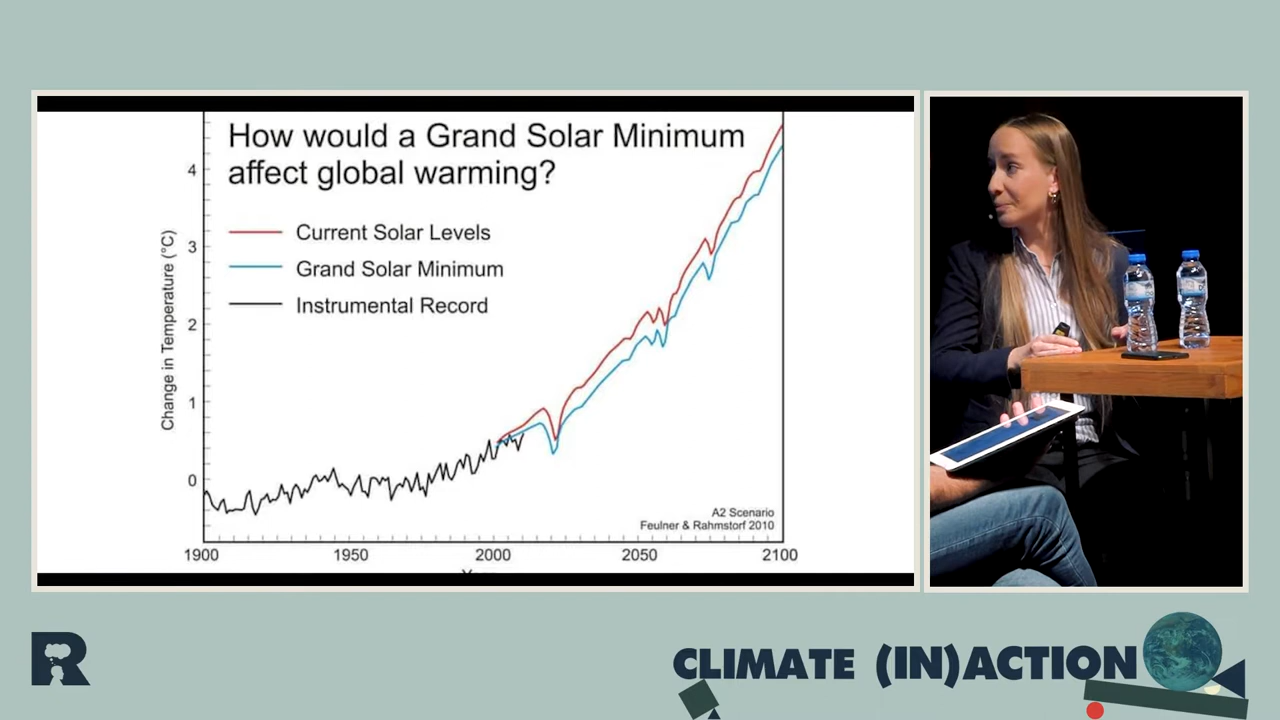 How would a Grand Solar Minimum
affect global warming?
4
3
2
1
0
Change in Temperature (°C)
Current Solar Levels
Grand Solar Minimum
Instrumental Record
A2 Scenario
Feulner & Rahmstorf 2010
1900 1950 2000 2050 2100
R
CLIMATE (IN)ACTION